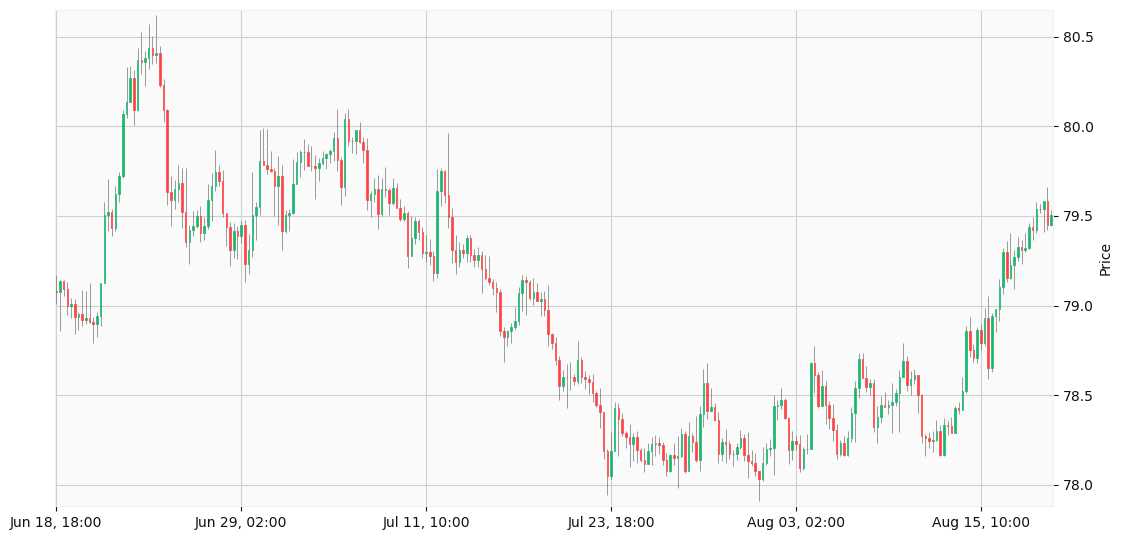 80.5
80.0
79.5
79.0
78.5
78.0
Price
Jun 18, 18:00
Jun 29, 02:00
Jul 11, 10:00
Jul 23, 18:00
Aug 03, 02:00
Aug 15, 10:00